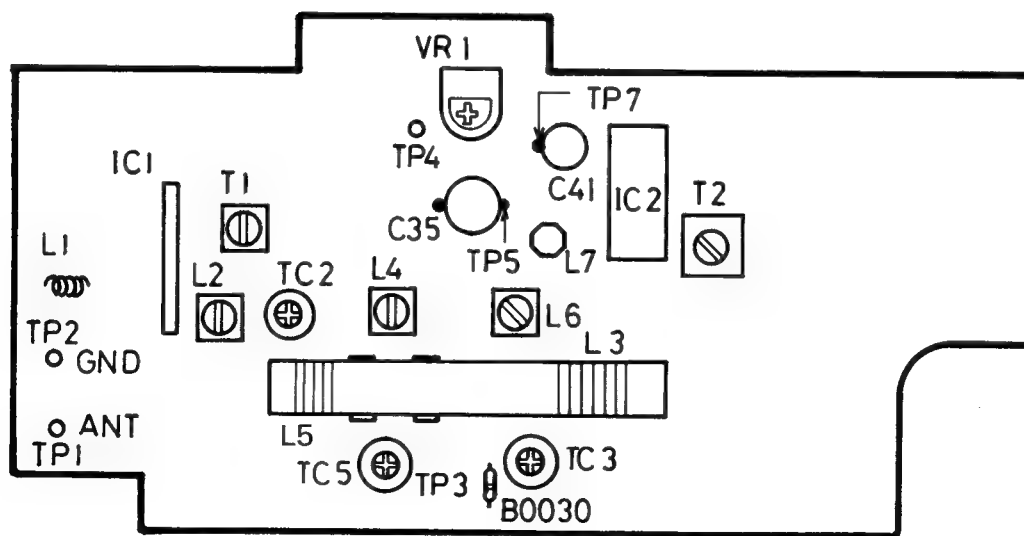 VR1
TP7
TP4
IC1
T1
C41
IC2
T2
C35
TP5
L7
L1
L2
TC2
L4
L6
TP2
GND
L3
ANT
TP1
L5
TC5
TP3
TC3
B0030